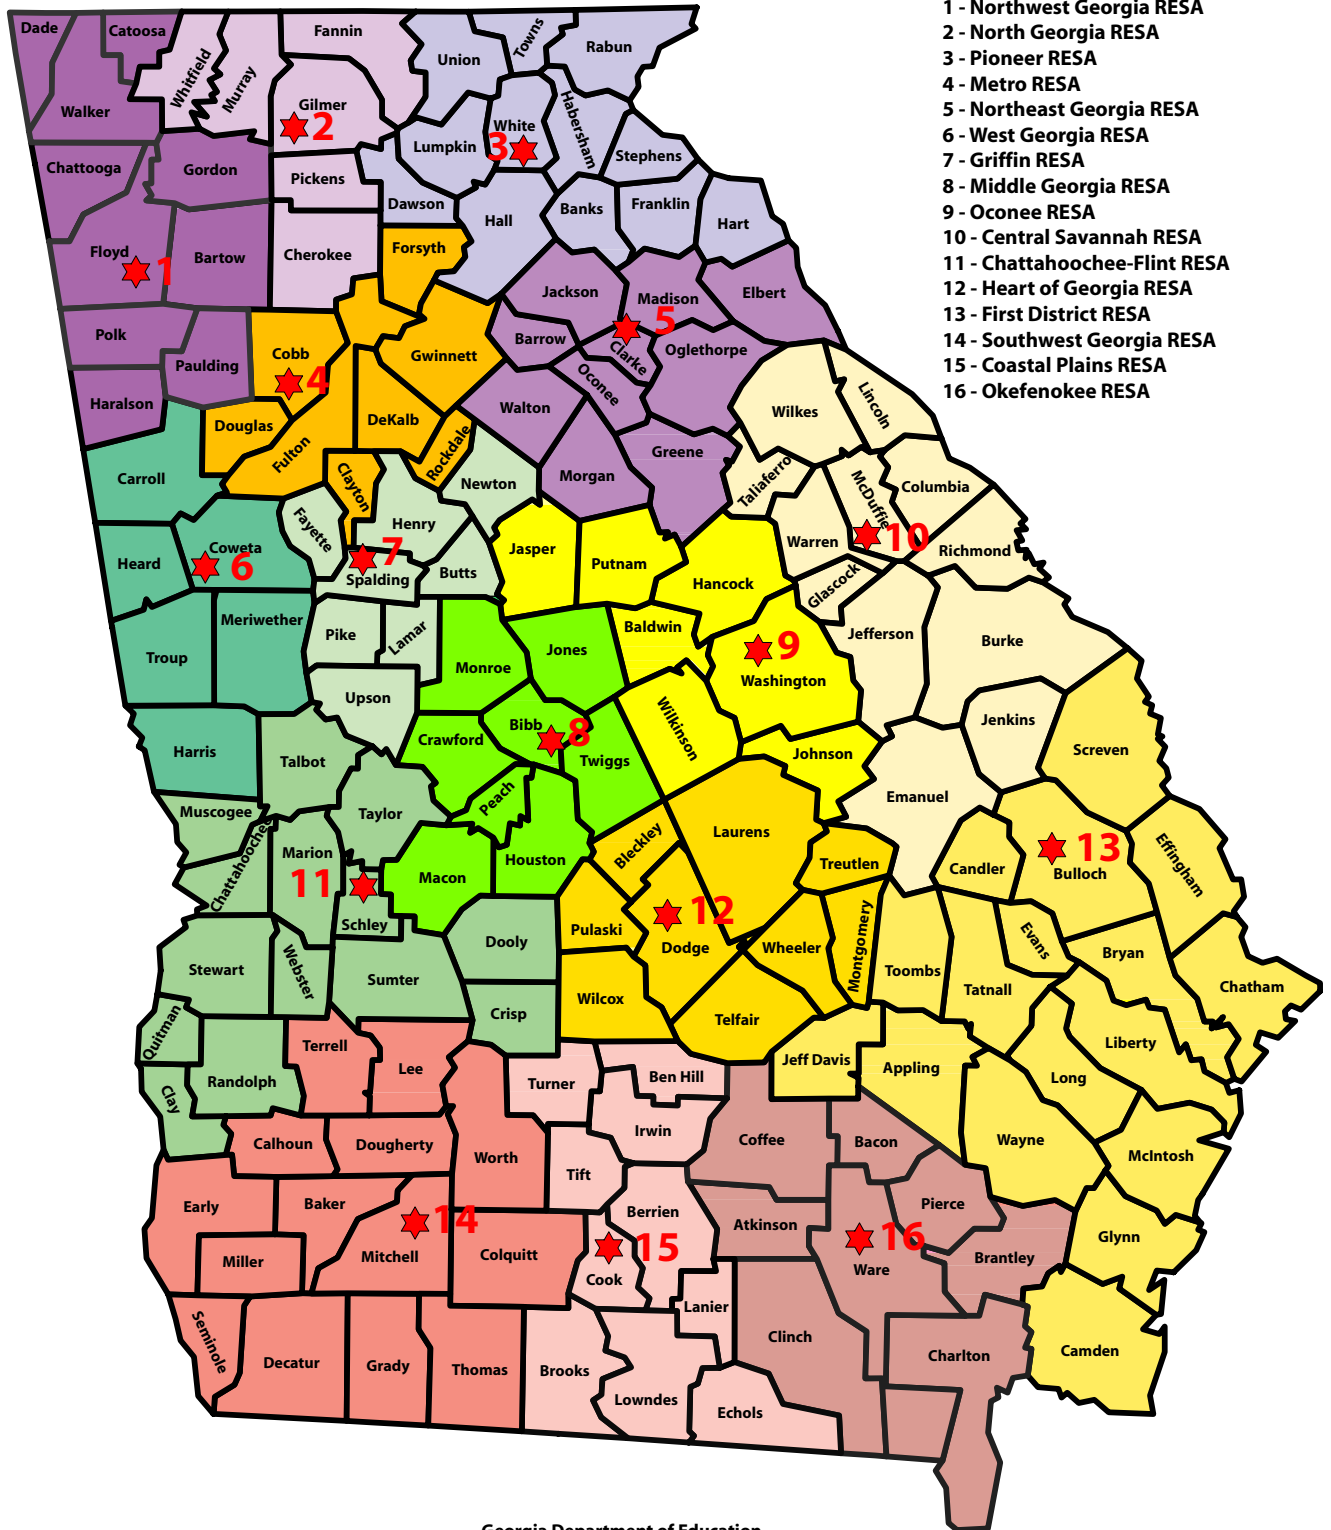 1 - Northwest Georgia RESA
2 - North Georgia RESA
3 - Pioneer RESA
4 - Metro RESA
5 - Northeast Georgia RESA
6 - West Georgia RESA
7 - Griffin RESA
8 - Middle Georgia RESA
9 - Oconee RESA
10 - Central Savannah RESA
11 - Chattahoochee-Flint RESA
12 - Heart of Georgia RESA
13 - First District RESA
14 - Southwest Georgia RESA
15 - Coastal Plains RESA
16 - Okefenokee RESA
Dade
Catoosa
Whitfield
Murray
Fannin
Union
Towns
Rabun
Walker
Gilmer
2
White
3
Habersham
Lumpkin
Stephens
Chattooga
Gordon
Pickens
Dawson
Hall
Banks
Franklin
Hart
Floyd
1
Bartow
Cherokee
Forsyth
Jackson
Madison
5
Elbert
Polk
Paulding
Cobb
4
Gwinnett
Barrow
Clarke
Oglethorpe
Oconee
Haralson
Douglas
Fulton
DeKalb
Rockdale
Walton
Wilkes
Lincoln
Carroll
Clayton
Newton
Morgan
Greene
Taliaferro
McDuffie
10
Columbia
Heard
Coweta
6
Fayette
Henry
7
Spalding
Butts
Jasper
Putnam
Hancock
Warren
Richmond
Glascock
Troup
Meriwether
Pike
Lamar
Monroe
Jones
Baldwin
9
Washington
Jefferson
Burke
Upson
Wilkinson
Jenkins
Screven
Harris
Talbot
Crawford
Bibb
8
Twiggs
Johnson
Muscogee
Taylor
Peach
Emanuel
Chattahoochee
Marion
11
Schley
Macon
Houston
Bleckley
Laurens
Treutlen
Candler
13
Bulloch
Effingham
Stewart
Webster
Sumter
Dooly
Pulaski
12
Dodge
Wheeler
Montgomery
Toombs
Evans
Bryan
Chatham
Quitman
Crisp
Wilcox
Telfair
Tatnall
Clay
Randolph
Terrell
Lee
Turner
Ben Hill
Jeff Davis
Appling
Long
Liberty
Calhoun
Dougherty
Worth
Tift
Irwin
Coffee
Bacon
Wayne
McIntosh
Early
Baker
14
Mitchell
Miller
Colquitt
Berrien
15
Cook
Atkinson
16
Ware
Pierce
Brantley
Glynn
Seminole
Decatur
Grady
Thomas
Brooks
Lowndes
Lanier
Echols
Clinch
Charlton
Camden
Georgia Department of Education